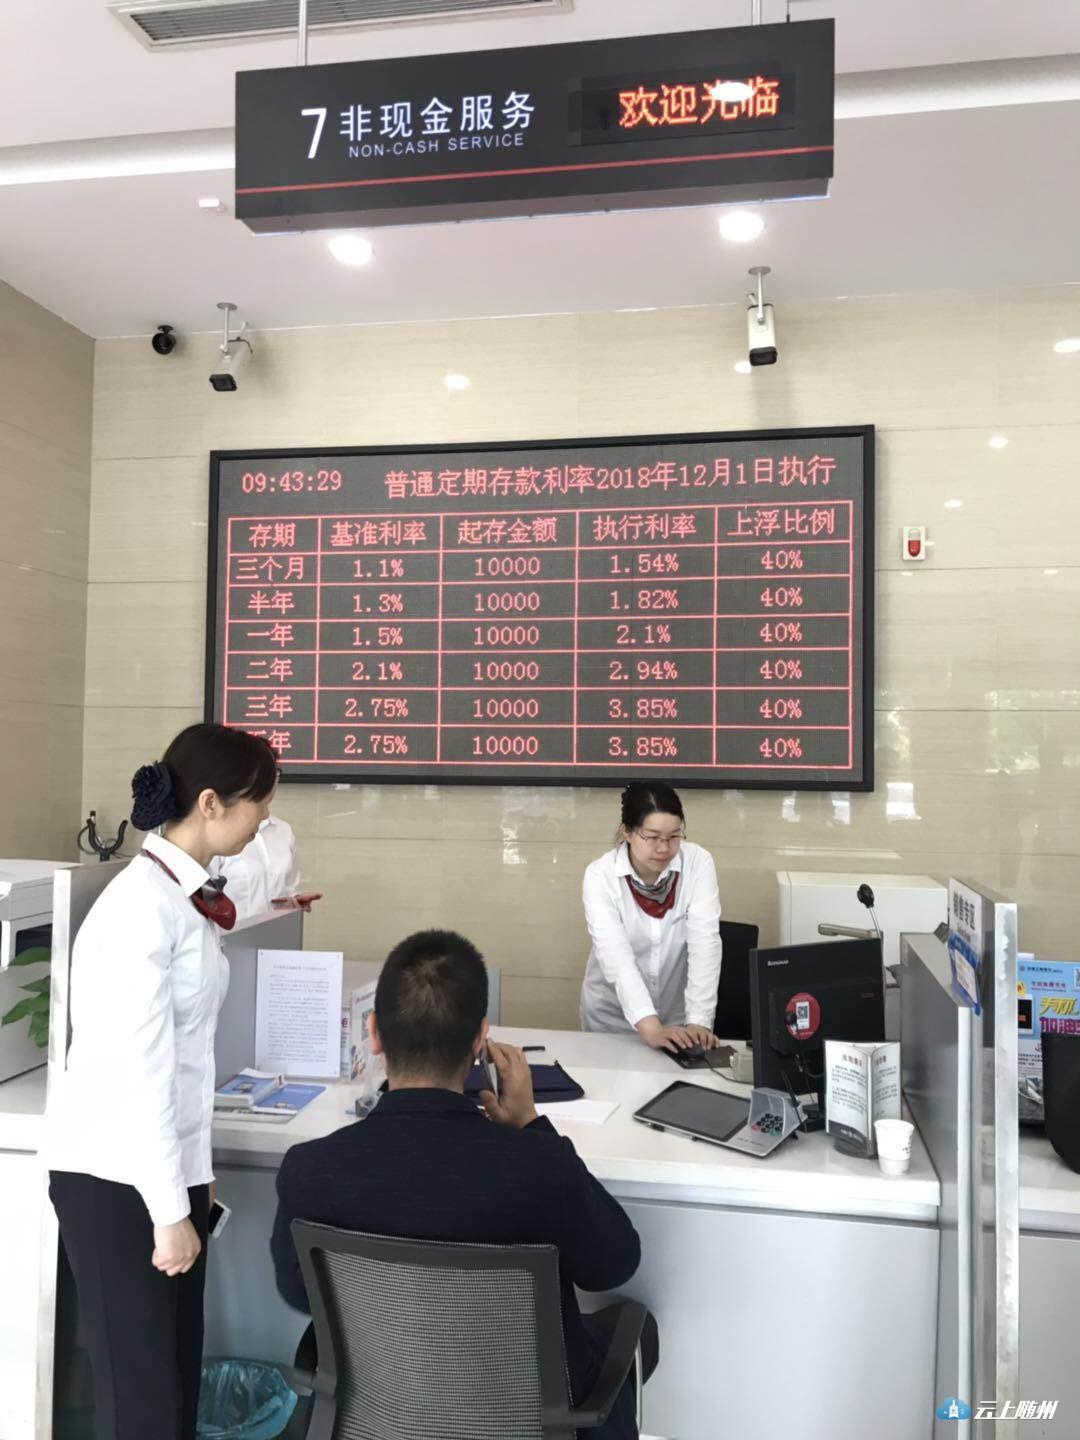 7 非现金服务
NON-CASH SERVICE
欢迎光临
09:43:29 普通定期存款利率2018年12月1日执行
存期 基准利率 起存金额 执行利率 上浮比例
三个月 1.1% 10000 1.54% 40%
半年 1.3% 10000 1.82% 40%
一年 1.5% 10000 2.1% 40%
二年 2.1% 10000 2.94% 40%
三年 2.75% 10000 3.85% 40%
年 2.75% 10000 3.85% 40%
lenovo
手机
加油
云上随州